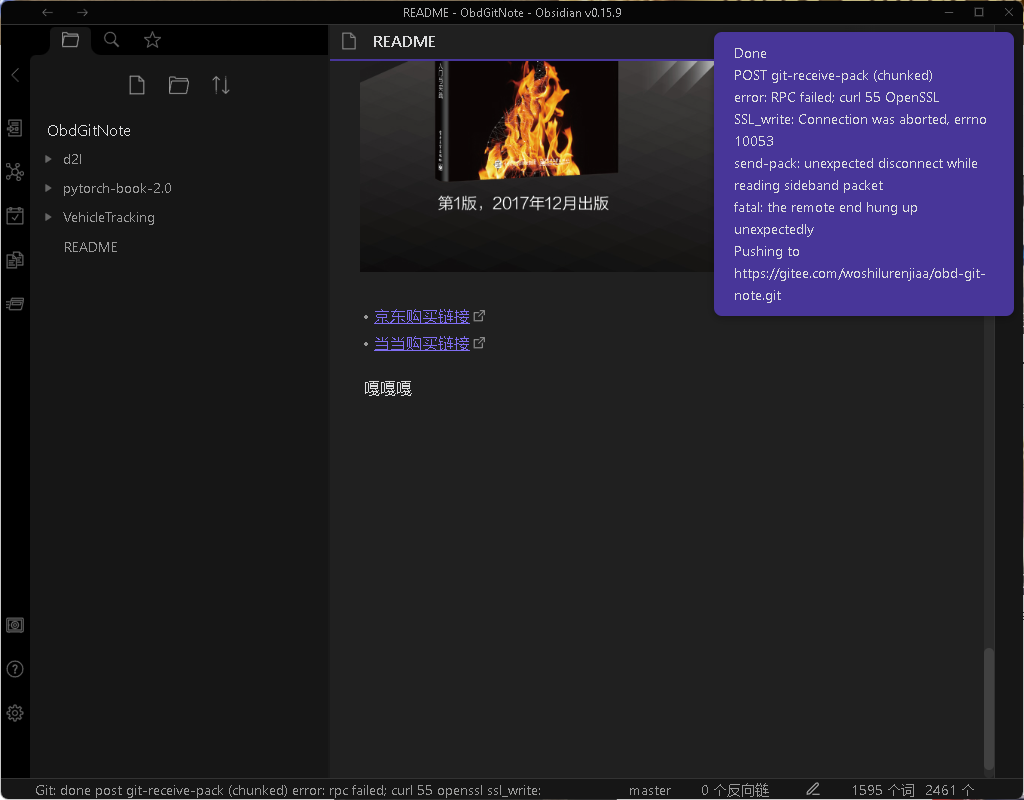 README - ObdGitNote - Obsidian v0.15.9
README
ObdGitNote
d2l
pytorch-book-2.0
VehicleTracking
README
第1版，2017年12月出版
京东购买链接
当当购买链接
嘎嘎嘎
Done
POST git-receive-pack (chunked)
error: RPC failed; curl 55 OpenSSL
SSL_write: Connection was aborted, errno
10053
send-pack: unexpected disconnect while
reading sideband packet
fatal: the remote end hung up
unexpectedly
Pushing to
https://gitee.com/woshilurenjiaa/obd-git-
note.git
Git: done post git-receive-pack (chunked) error: rpc failed; curl 55 openssl ssl_write:
master
0 个反向链
1595 个词
2461 个